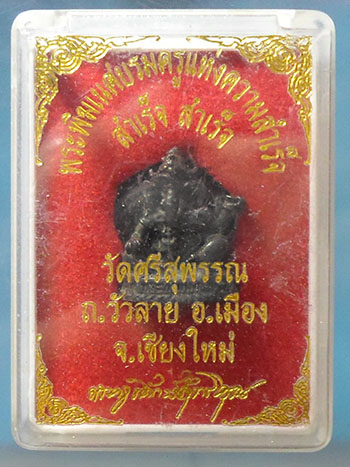 พระพิฆเนศบรมครูแห่งความสำเร็จ
สำเร็จ สำเร็จ
วัดศรีสุพรรณ
ถ.วัวลาย อ.เมือง
จ.เชียงใหม่